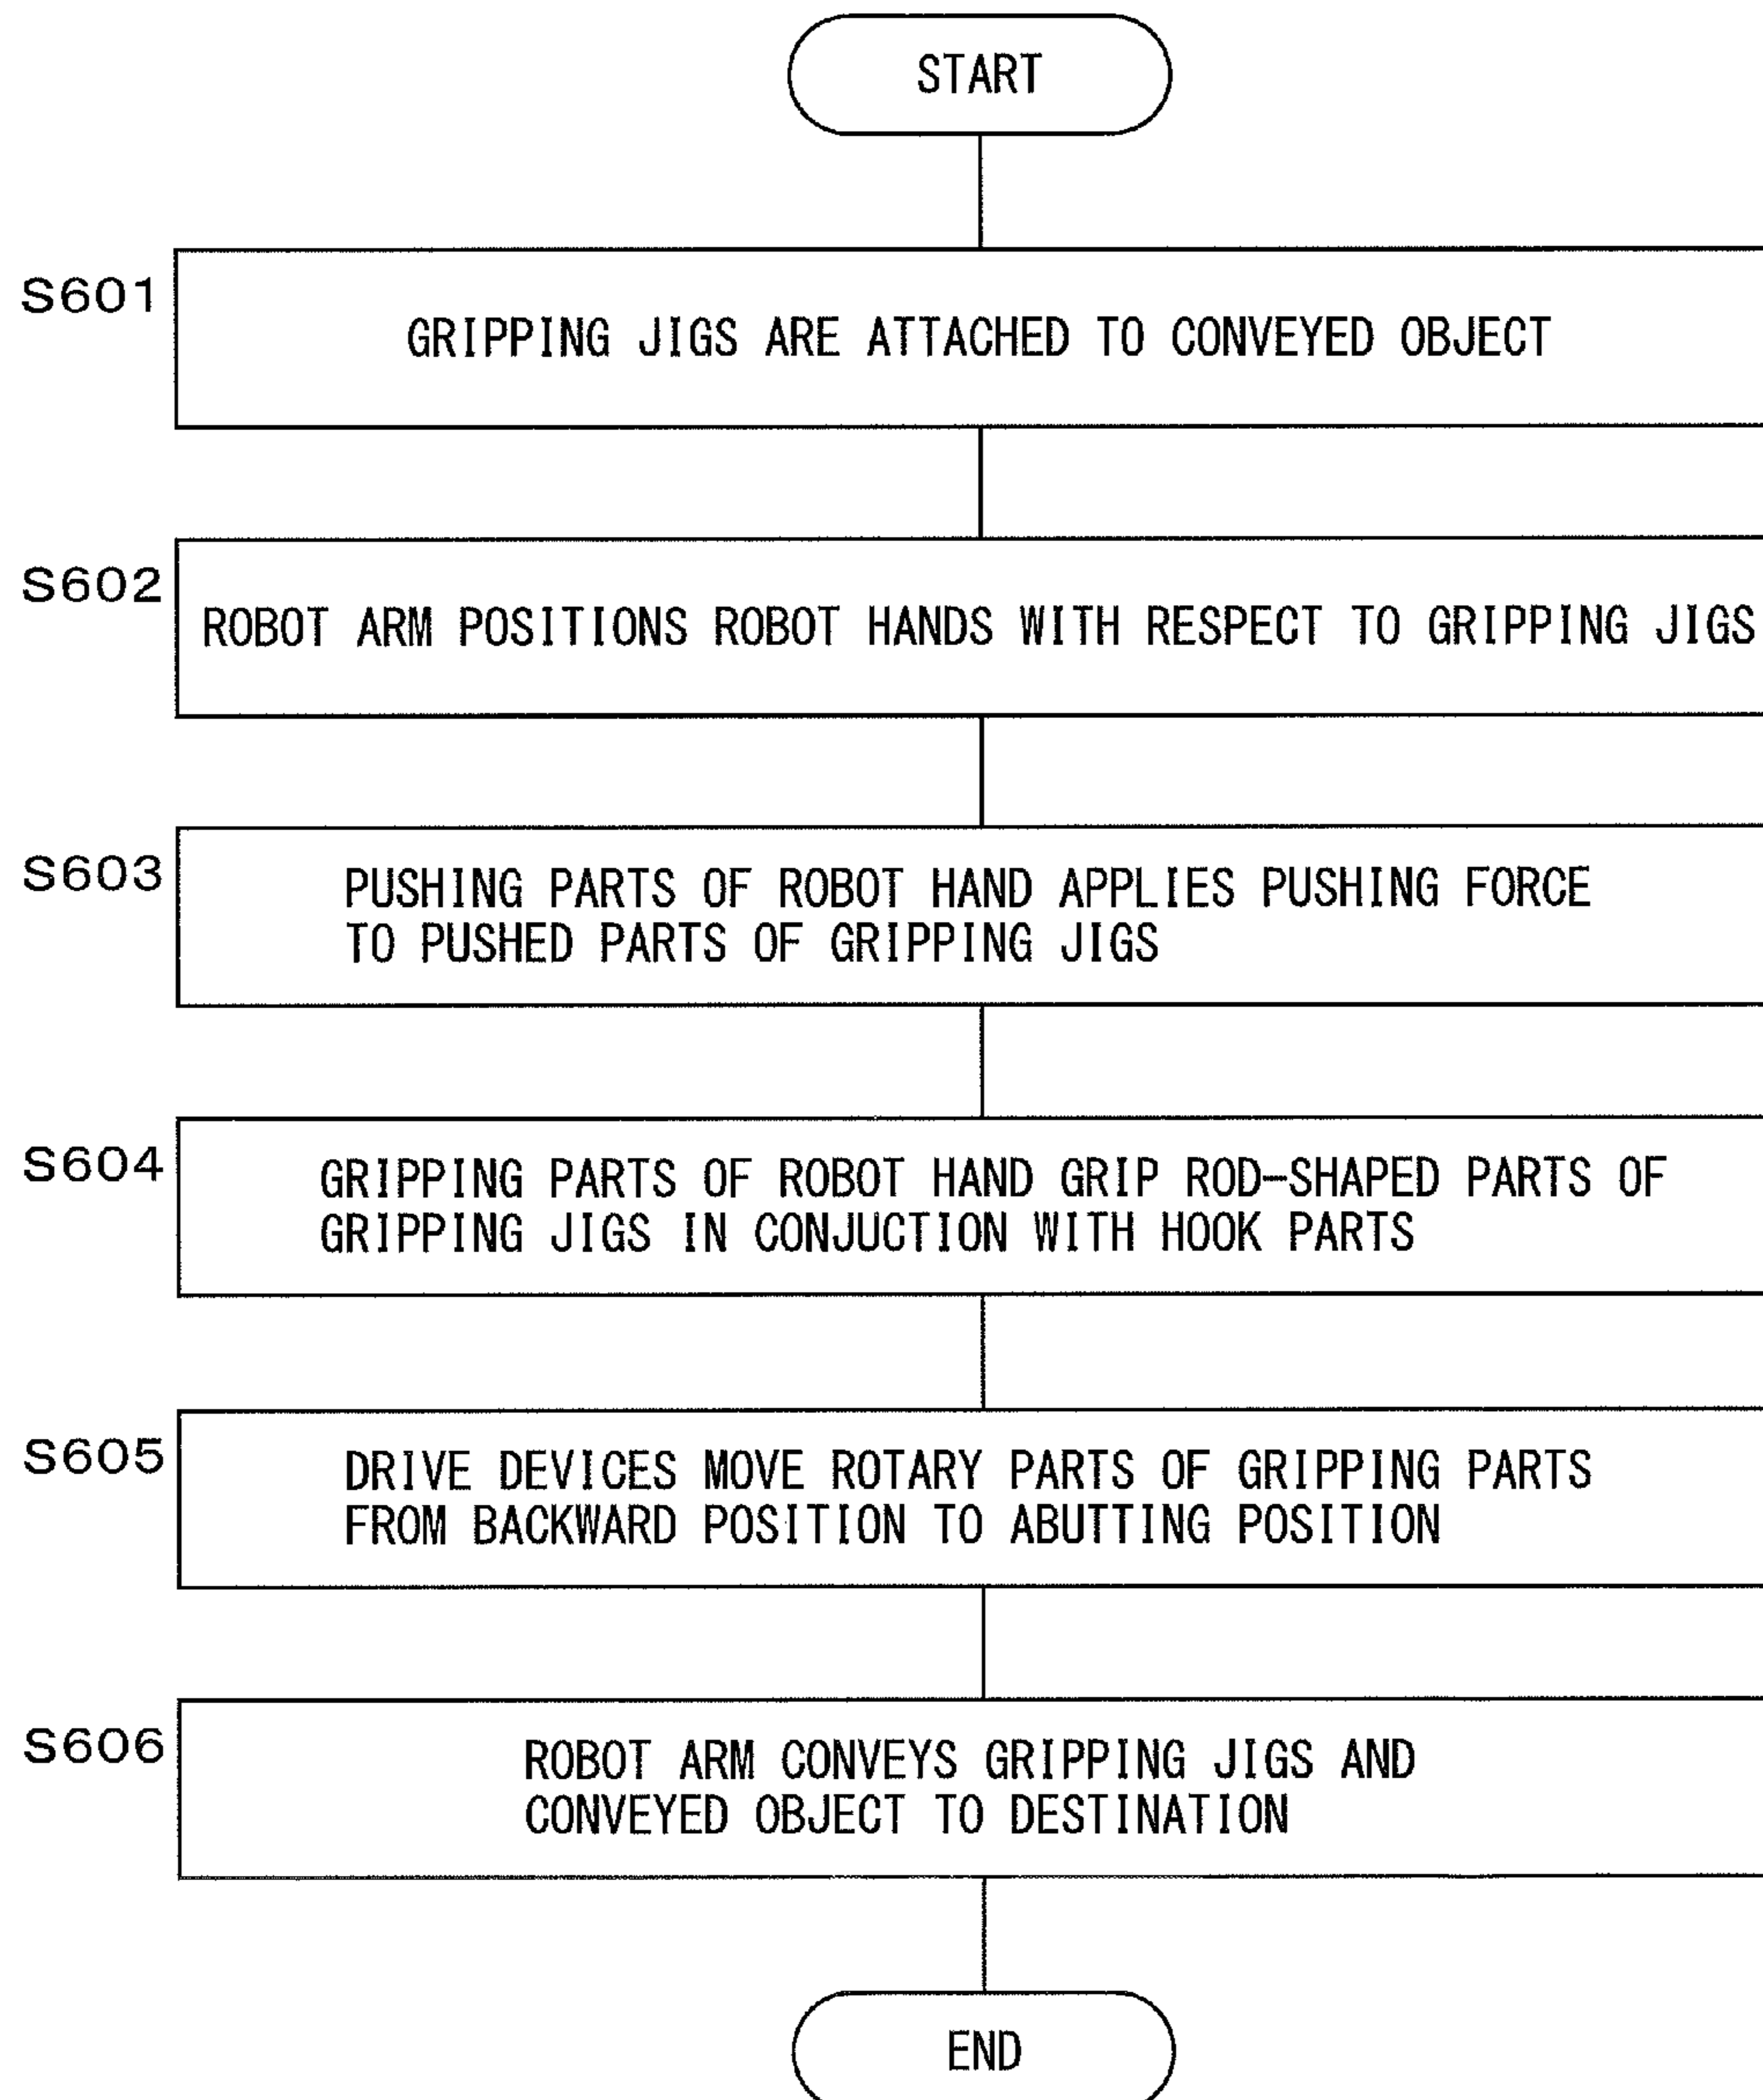 START
S601
GRIPPING JIGS ARE ATTACHED TO CONVEYED OBJECT
S602
ROBOT ARM POSITIONS ROBOT HANDS WITH RESPECT TO GRIPPING JIGS
S603
PUSHING PARTS OF ROBOT HAND APPLIES PUSHING FORCE
TO PUSHED PARTS OF GRIPPING JIGS
S604
GRIPPING PARTS OF ROBOT HAND GRIP ROD-SHAPED PARTS OF
GRIPPING JIGS IN CONJUCTION WITH HOOK PARTS
S605
DRIVE DEVICES MOVE ROTARY PARTS OF GRIPPING PARTS
FROM BACKWARD POSITION TO ABUTTING POSITION
S606
ROBOT ARM CONVEYS GRIPPING JIGS AND
CONVEYED OBJECT TO DESTINATION
END